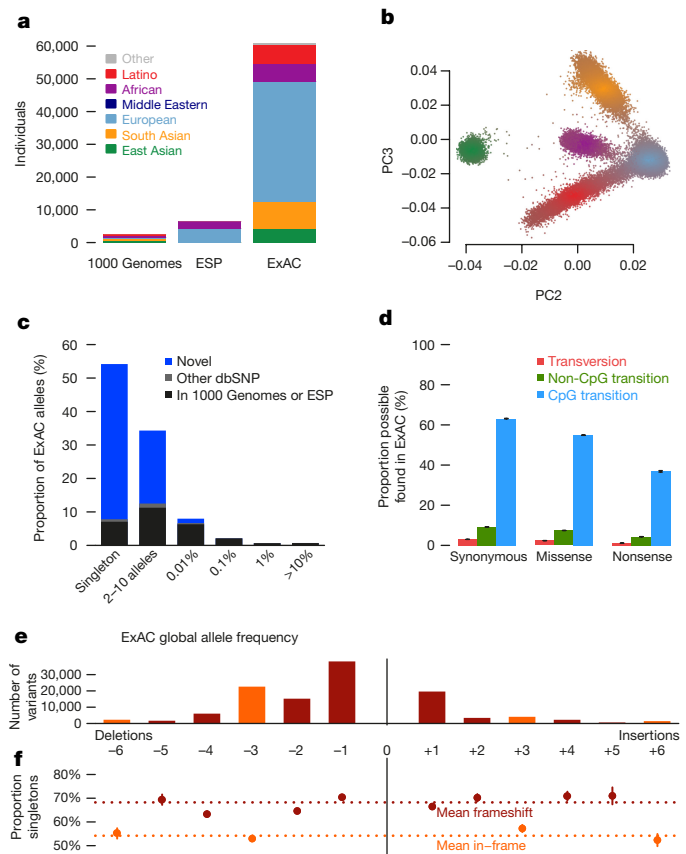 a
60,000
50,000
40,000
30,000
20,000
10,000
0
Individuals
Other
Latino
African
Middle Eastern
European
South Asian
East Asian
1000 Genomes ESP ExAC
b
0.04
0.02
0.00
−0.02
−0.04
−0.06
PC3
−0.04 −0.02 0.00 0.02
PC2
c
60
50
40
30
20
10
0
Proportion of ExAC alleles (%)
Novel
Other dbSNP
In 1000 Genomes or ESP
Singleton 2–10 alleles 0.01% 0.1% 1% >10%
ExAC global allele frequency
d
100
80
60
40
20
0
Proportion possible
found in ExAC (%)
Transversion
Non-CpG transition
CpG transition
Synonymous Missense Nonsense
e
30,000
20,000
10,000
0
Number of
variants
Deletions Insertions
−6 −5 −4 −3 −2 −1 0 +1 +2 +3 +4 +5 +6
f
80%
70%
60%
50%
Proportion
singletons
Mean frameshift
Mean in−frame